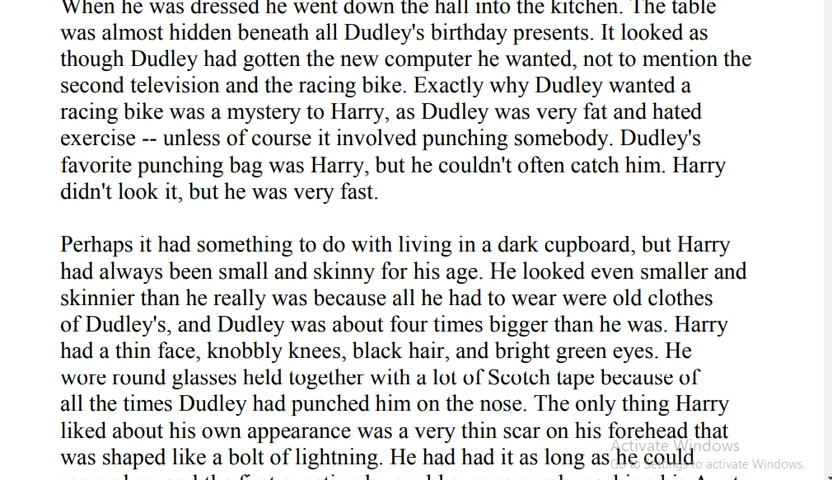 When he was dressed he went down the hall into the kitchen. The table
was almost hidden beneath all Dudley's birthday presents. It looked as
though Dudley had gotten the new computer he wanted, not to mention the
second television and the racing bike. Exactly why Dudley wanted a
racing bike was a mystery to Harry, as Dudley was very fat and hated
exercise -- unless of course it involved punching somebody. Dudley's
favorite punching bag was Harry, but he couldn't often catch him. Harry
didn't look it, but he was very fast.

Perhaps it had something to do with living in a dark cupboard, but Harry
had always been small and skinny for his age. He looked even smaller and
skinnier than he really was because all he had to wear were old clothes
of Dudley's, and Dudley was about four times bigger than he was. Harry
had a thin face, knobbly knees, black hair, and bright green eyes. He
wore round glasses held together with a lot of Scotch tape because of
all the times Dudley had punched him on the nose. The only thing Harry
liked about his own appearance was a very thin scar on his forehead that
was shaped like a bolt of lightning. He had had it as long as he could
Activate Windows
Go to Settings to activate Windows.